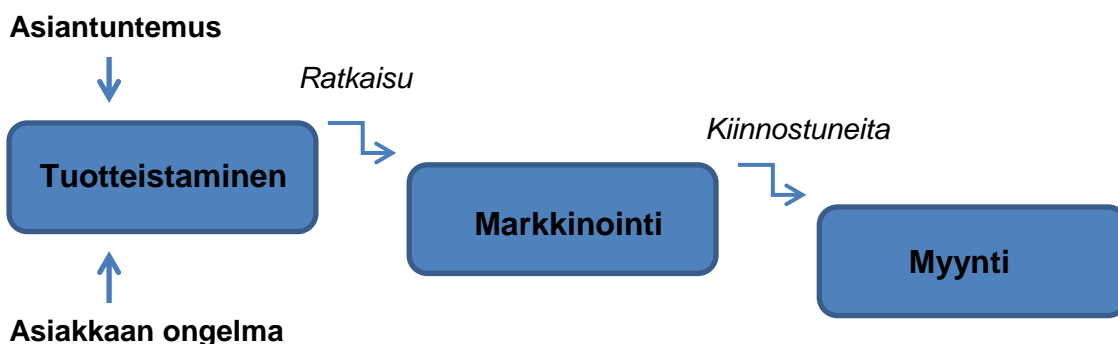 Asiantuntemus
Ratkaisu
Kiinnostuneita
Tuotteistaminen
Markkinointi
Myynti
Asiakkaan ongelma